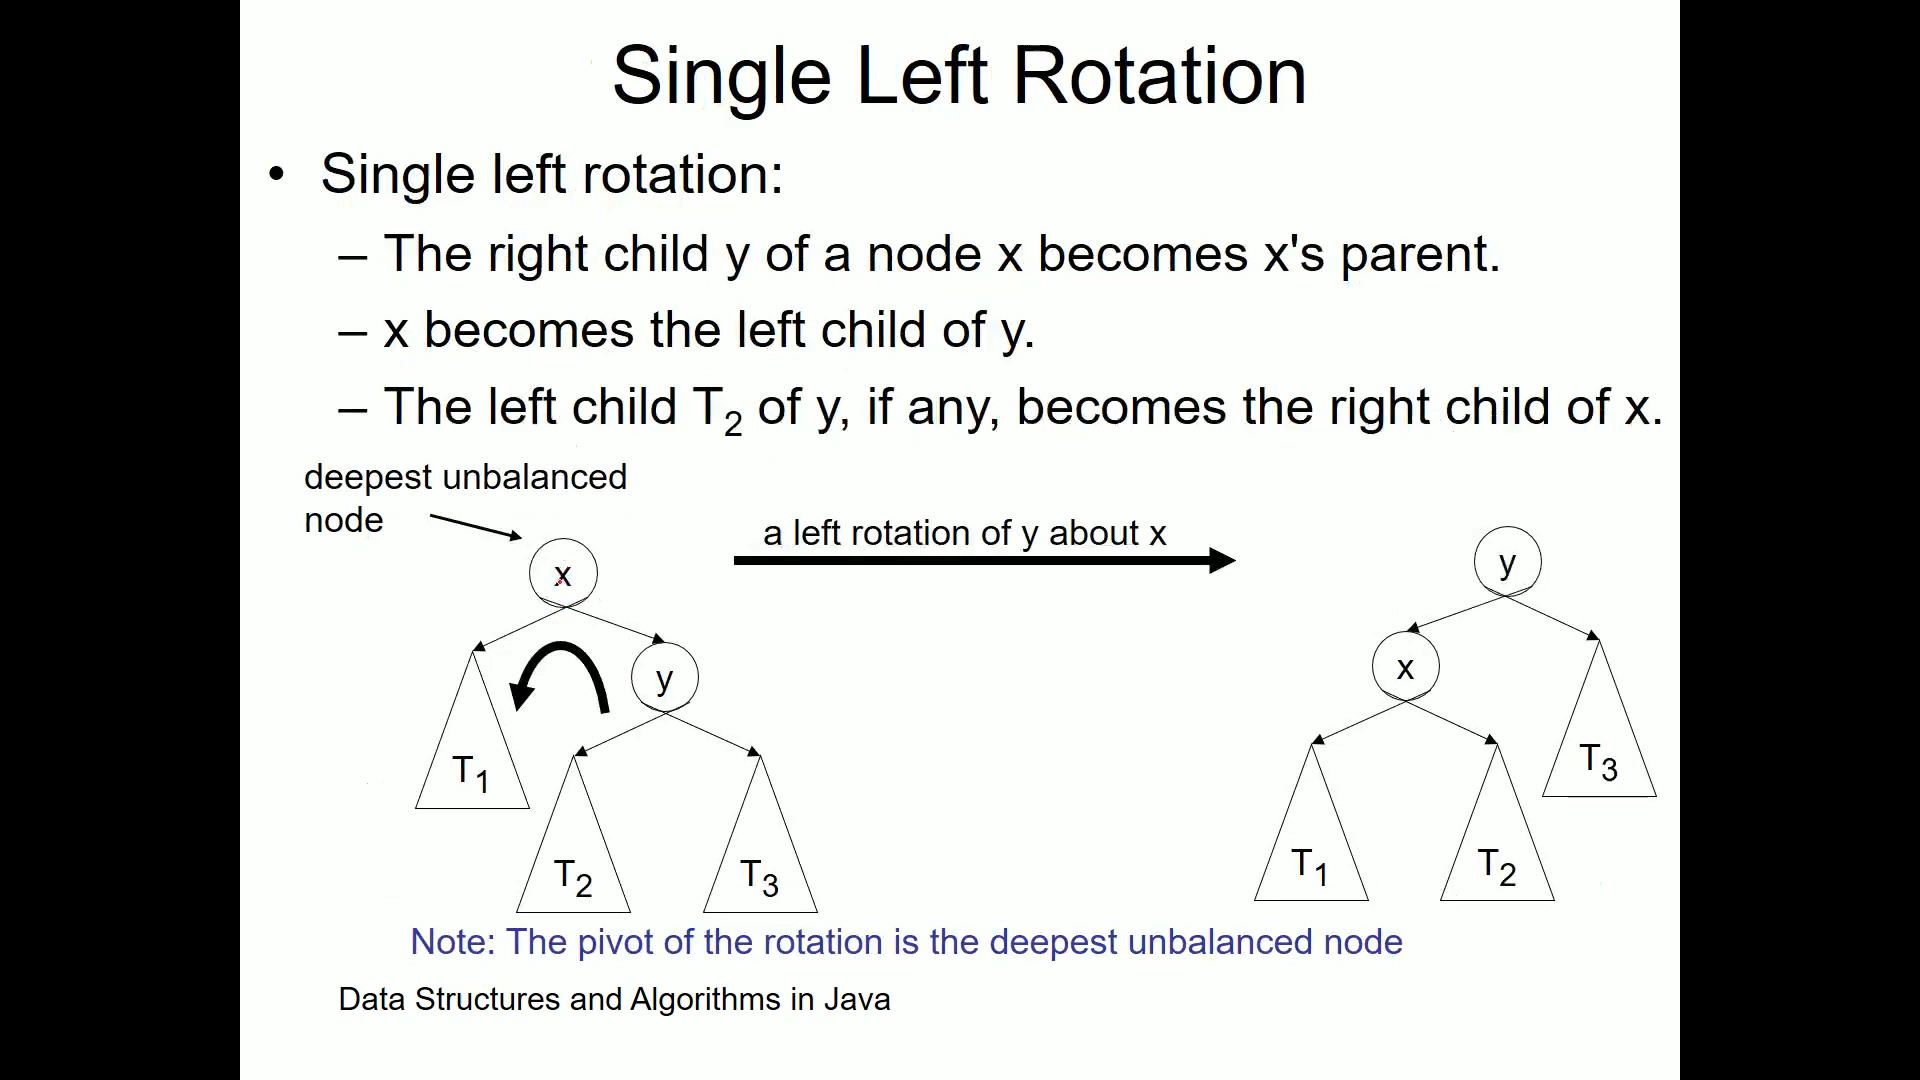 Single Left Rotation
• Single left rotation:
– The right child y of a node x becomes x's parent.
– x becomes the left child of y.
– The left child T2 of y, if any, becomes the right child of x.
deepest unbalanced
node
a left rotation of y about x
x
y
T1
T2
T3
y
x
T3
T1
T2
Note: The pivot of the rotation is the deepest unbalanced node
Data Structures and Algorithms in Java